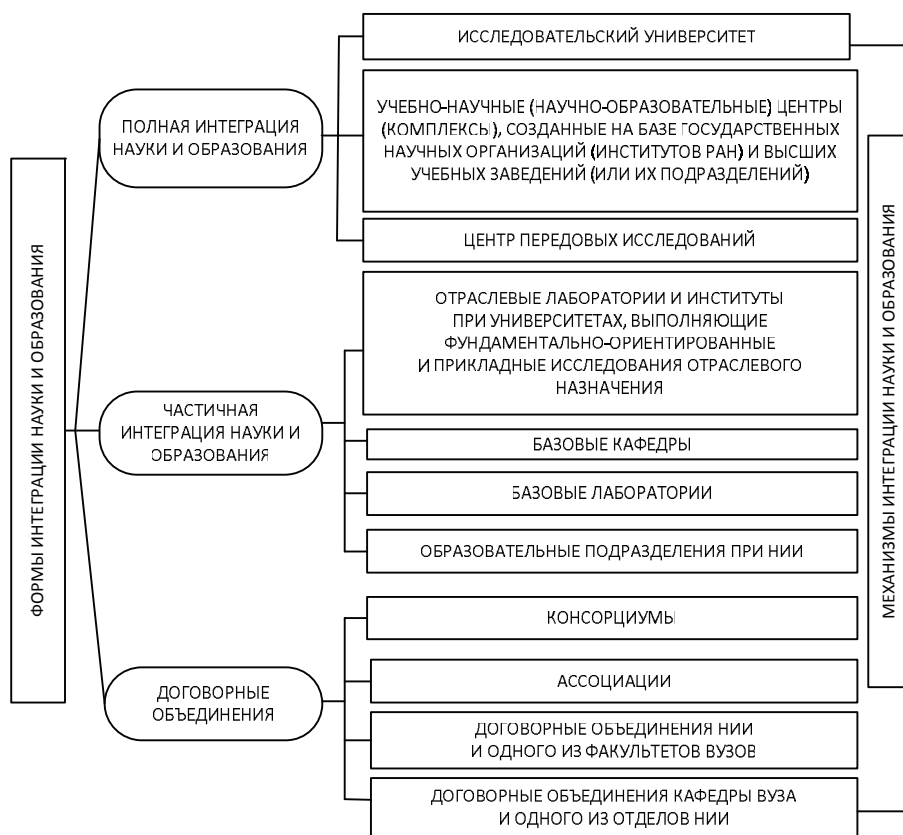 ФОРМЫ ИНТЕГРАЦИИ НАУКИ И ОБРАЗОВАНИЯ
ПОЛНАЯ ИНТЕГРАЦИЯ
НАУКИ И ОБРАЗОВАНИЯ
ИССЛЕДОВАТЕЛЬСКИЙ УНИВЕРСИТЕТ
УЧЕБНО-НАУЧНЫЕ (НАУЧНО-ОБРАЗОВАТЕЛЬНЫЕ) ЦЕНТРЫ
(КОМПЛЕКСЫ), СОЗДАННЫЕ НА БАЗЕ ГОСУДАРСТВЕННЫХ
НАУЧНЫХ ОРГАНИЗАЦИЙ (ИНСТИТУТОВ РАН) И ВЫСШИХ
УЧЕБНЫХ ЗАВЕДЕНИЙ (ИЛИ ИХ ПОДРАЗДЕЛЕНИЙ)
ЦЕНТР ПЕРЕДОВЫХ ИССЛЕДОВАНИЙ
ЧАСТИЧНАЯ
ИНТЕГРАЦИЯ НАУКИ И
ОБРАЗОВАНИЯ
ОТРАСЛЕВЫЕ ЛАБОРАТОРИИ И ИНСТИТУТЫ
ПРИ УНИВЕРСИТЕТАХ, ВЫПОЛНЯЮЩИЕ
ФУНДАМЕНТАЛЬНО-ОРИЕНТИРОВАННЫЕ
И ПРИКЛАДНЫЕ ИССЛЕДОВАНИЯ ОТРАСЛЕВОГО
НАЗНАЧЕНИЯ
БАЗОВЫЕ КАФЕДРЫ
БАЗОВЫЕ ЛАБОРАТОРИИ
ОБРАЗОВАТЕЛЬНЫЕ ПОДРАЗДЕЛЕНИЯ ПРИ НИИ
ДОГОВОРНЫЕ
ОБЪЕДИНЕНИЯ
КОНСОРЦИУМЫ
АССОЦИАЦИИ
ДОГОВОРНЫЕ ОБЪЕДИНЕНИЯ НИИ
И ОДНОГО ИЗ ФАКУЛЬТЕТОВ ВУЗОВ
ДОГОВОРНЫЕ ОБЪЕДИНЕНИЯ КАФЕДРЫ ВУЗА
И ОДНОГО ИЗ ОТДЕЛОВ НИИ
МЕХАНИЗМЫ ИНТЕГРАЦИИ НАУКИ И ОБРАЗОВАНИЯ